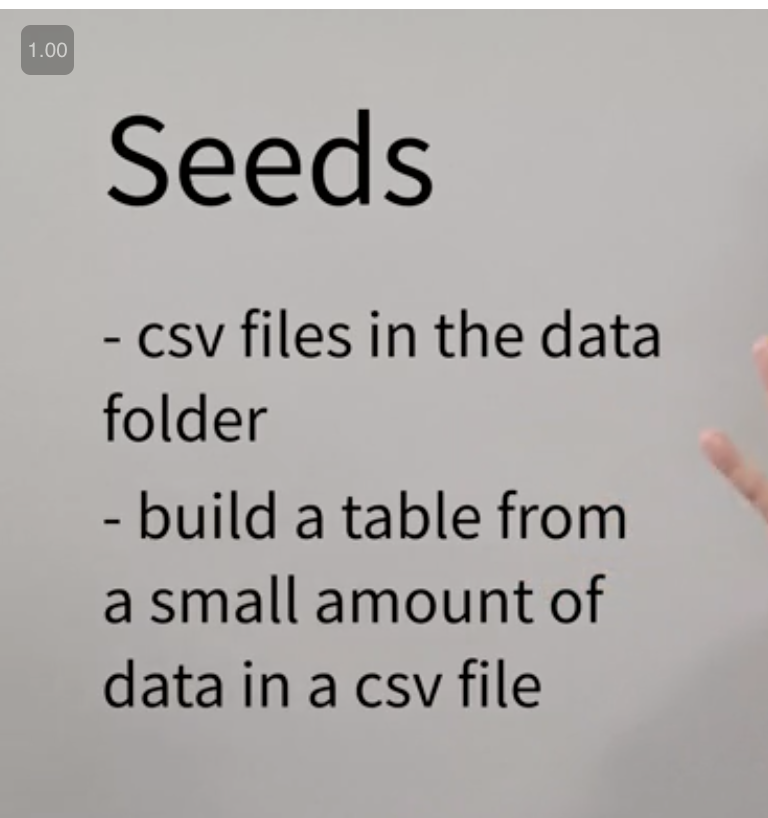 1.00
Seeds
- csv files in the data
folder
- build a table from
a small amount of
data in a csv file